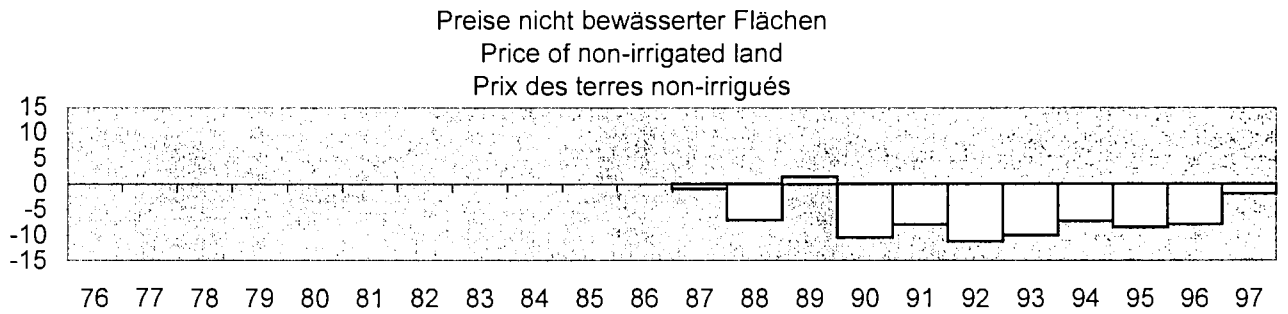 Preise nicht bewässerter Flächen
Price of non-irrigated land
Prix des terres non-irrigués
15
10
5
0
-5
-10
-15
76 77 78 79 80 81 82 83 84 85 86 87 88 89 90 91 92 93 94 95 96 97